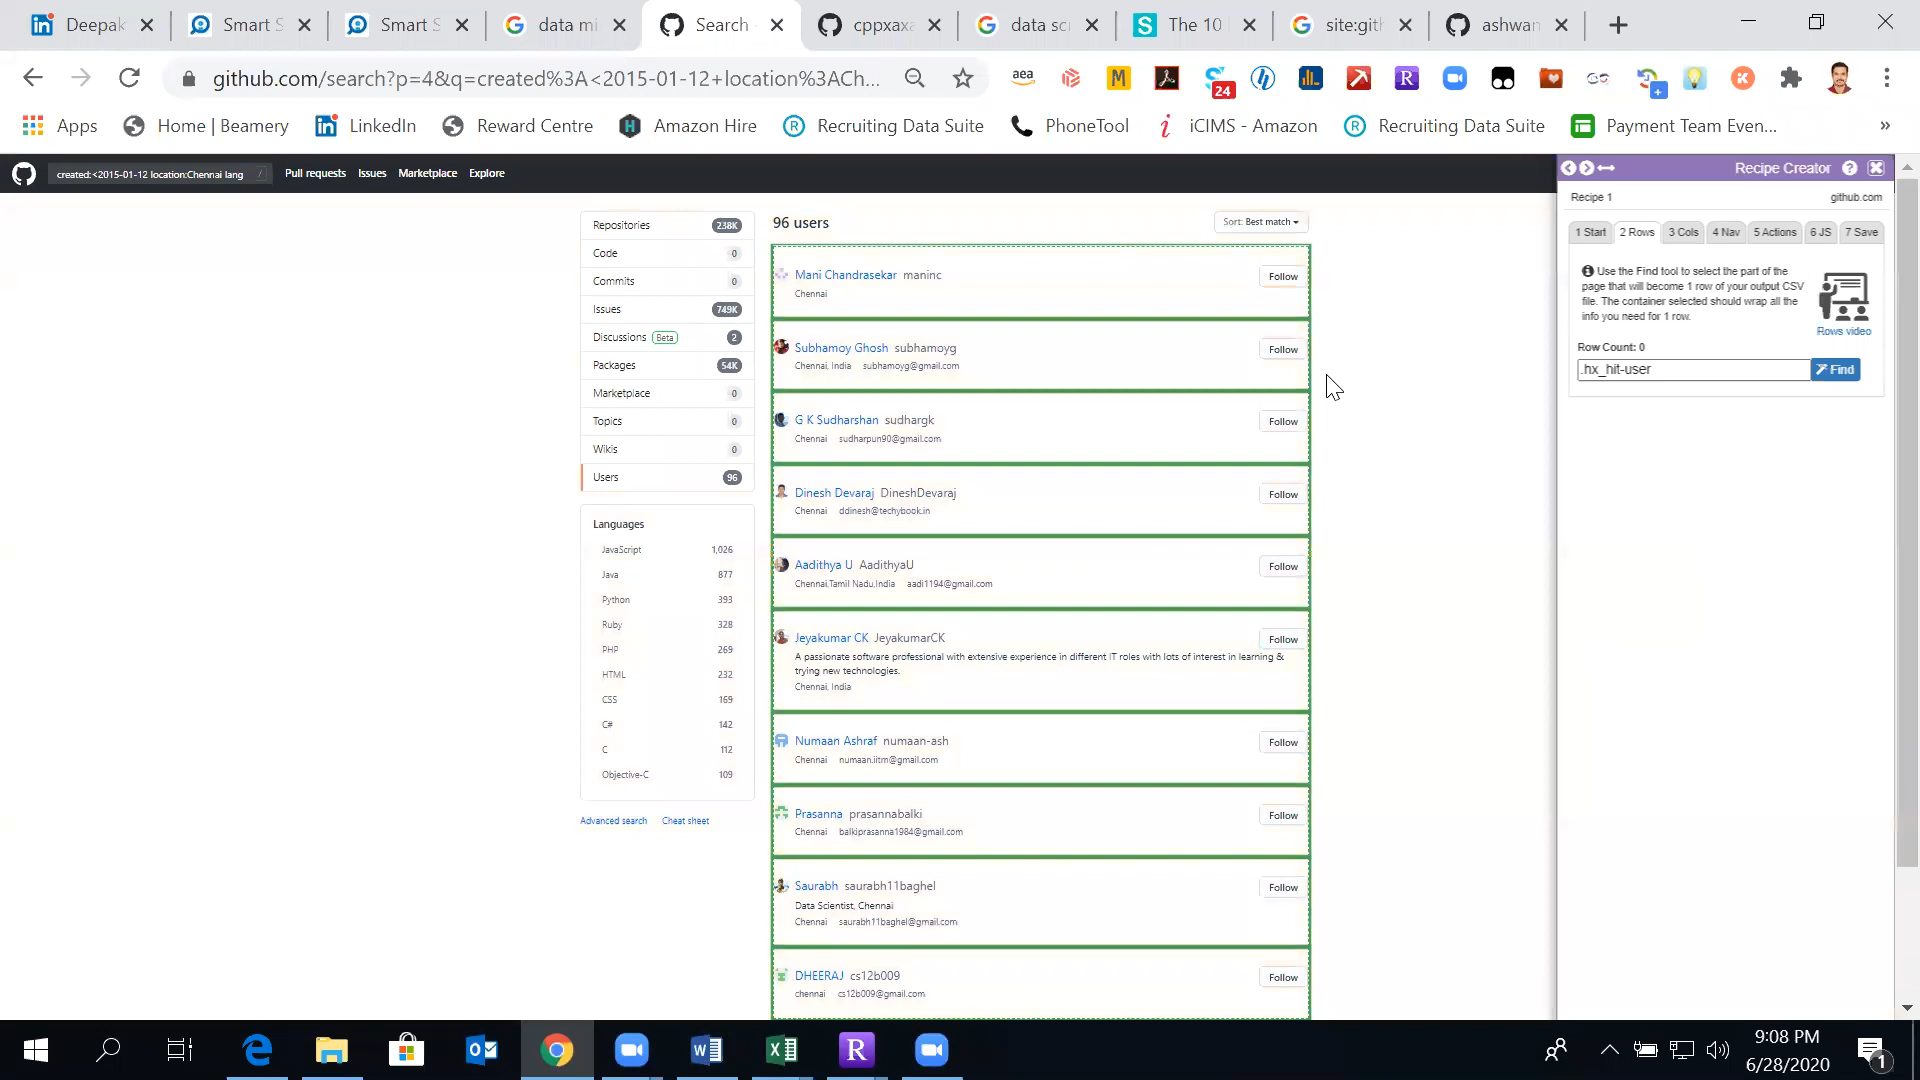 Deepak
Smart S
Smart S
data mi
Search
cppxaxa
data sc
The 10
site:gith
ashwan
github.com/search?p=4&q=created%3A<2015-01-12+location%3ACh...
aea
M
24
R
K
Apps
Home | Beamery
LinkedIn
Reward Centre
Amazon Hire
Recruiting Data Suite
PhoneTool
iCIMS - Amazon
Recruiting Data Suite
Payment Team Even...
»
created:<2015-01-12 location:Chennai lang
/
Pull requests
Issues
Marketplace
Explore
Recipe Creator
Recipe 1
github.com
1 Start
2 Rows
3 Cols
4 Nav
5 Actions
6 JS
7 Save
Use the Find tool to select the part of the
page that will become 1 row of your output CSV
file. The container selected should wrap all the
info you need for 1 row.
Rows video
Row Count: 0
.hx_hit-user
Find
Repositories 238K
Code 0
Commits 0
Issues 749K
Discussions Beta 2
Packages 54K
Marketplace 0
Topics 0
Wikis 0
Users 96
Languages
JavaScript 1,026
Java 877
Python 393
Ruby 328
PHP 269
HTML 232
CSS 169
C# 142
C 112
Objective-C 109
Advanced search Cheat sheet
96 users
Sort: Best match
Mani Chandrasekar maninc
Follow
Chennai
Subhamoy Ghosh subhamoyg
Follow
Chennai, India subhamoyg@gmail.com
G K Sudharshan sudhargk
Follow
Chennai sudharpun90@gmail.com
Dinesh Devaraj DineshDevaraj
Follow
Chennai ddinesh@techybook.in
Aadithya U AadithyaU
Follow
Chennai,Tamil Nadu,India aadi1194@gmail.com
Jeyakumar CK JeyakumarCK
Follow
A passionate software professional with extensive experience in different IT roles with lots of interest in learning &
trying new technologies.
Chennai, India
Numaan Ashraf numaan-ash
Follow
Chennai numaan.iitm@gmail.com
Prasanna prasannabalki
Follow
Chennai balkiprasanna1984@gmail.com
Saurabh saurabh11baghel
Follow
Data Scientist, Chennai
Chennai saurabh11baghel@gmail.com
DHEERAJ cs12b009
Follow
chennai cs12b009@gmail.com
9:08 PM
6/28/2020
1